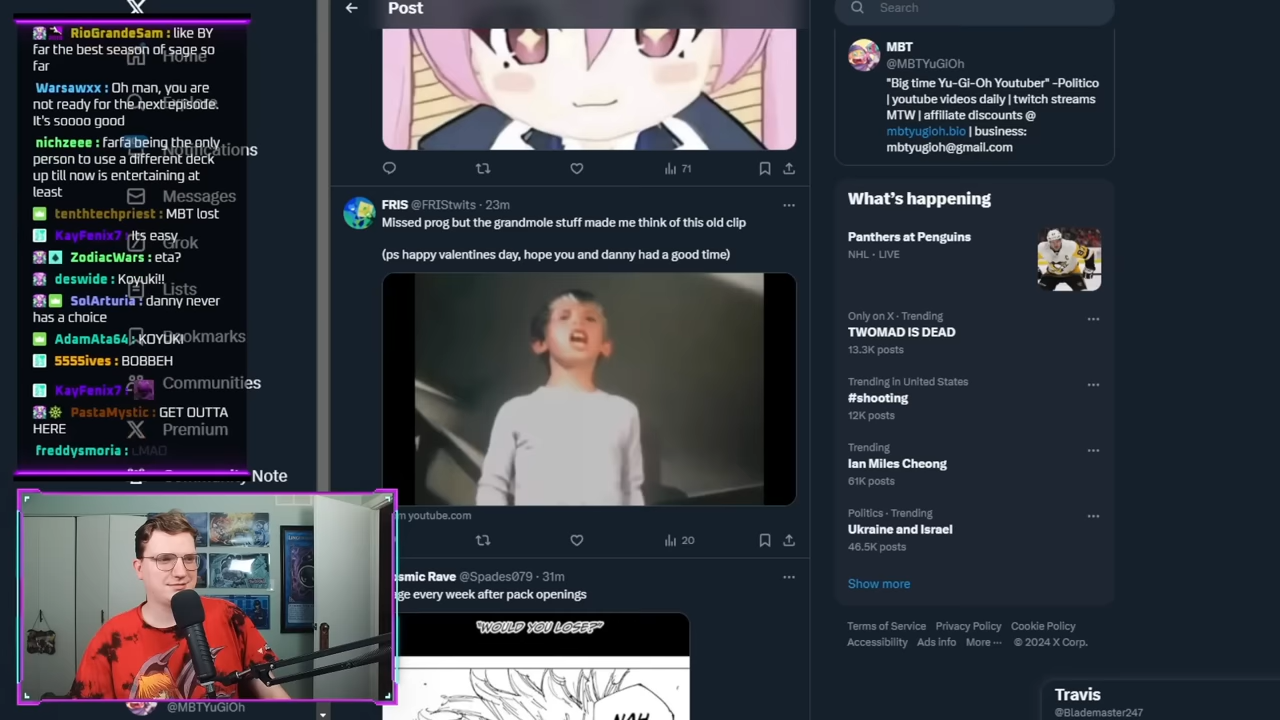 RioGrandeSam : like BY
far the best season of sage so
far
Warsawxx : Oh man, you are
not ready for the next episode.
It's soooo good
nichzeee : farfa being the only
person to use a different deck
up till now is entertaining at
least
tenthtechpriest : MBT lost
KayFenix7 : Its easy
ZodiacWars : eta?
deswide : Koyuki!!
SolArturia : danny never
has a choice
AdamAta64 : KOYUKI
5555ives : BOBBEH
KayFenix7 :
PastaMystic : GET OUTTA
HERE
freddysmoria : LMAO
Home
Notifications
Messages
Grok
Lists
Bookmarks
Communities
Premium
Community Note
@MBTYuGiOh
Post
71
FRIS @FRIStwits · 23m
Missed prog but the grandmole stuff made me think of this old clip
(ps happy valentines day, hope you and danny had a good time)
youtube.com
20
Rave @Spades079 · 31m
every week after pack openings
"WOULD YOU LOSE?"
NAH
Search
MBT
@MBTYuGiOh
"Big time Yu-Gi-Oh Youtuber" -Politico
| youtube videos daily | twitch streams
MTW | affiliate discounts @
mbtyugioh.bio | business:
mbtyugioh@gmail.com
What's happening
Panthers at Penguins
NHL · LIVE
Only on X · Trending
TWOMAD IS DEAD
13.3K posts
Trending in United States
#shooting
12K posts
Trending
Ian Miles Cheong
61K posts
Politics · Trending
Ukraine and Israel
46.5K posts
Show more
Terms of Service Privacy Policy Cookie Policy
Accessibility Ads info More ··· © 2024 X Corp.
Travis
@Blademaster247